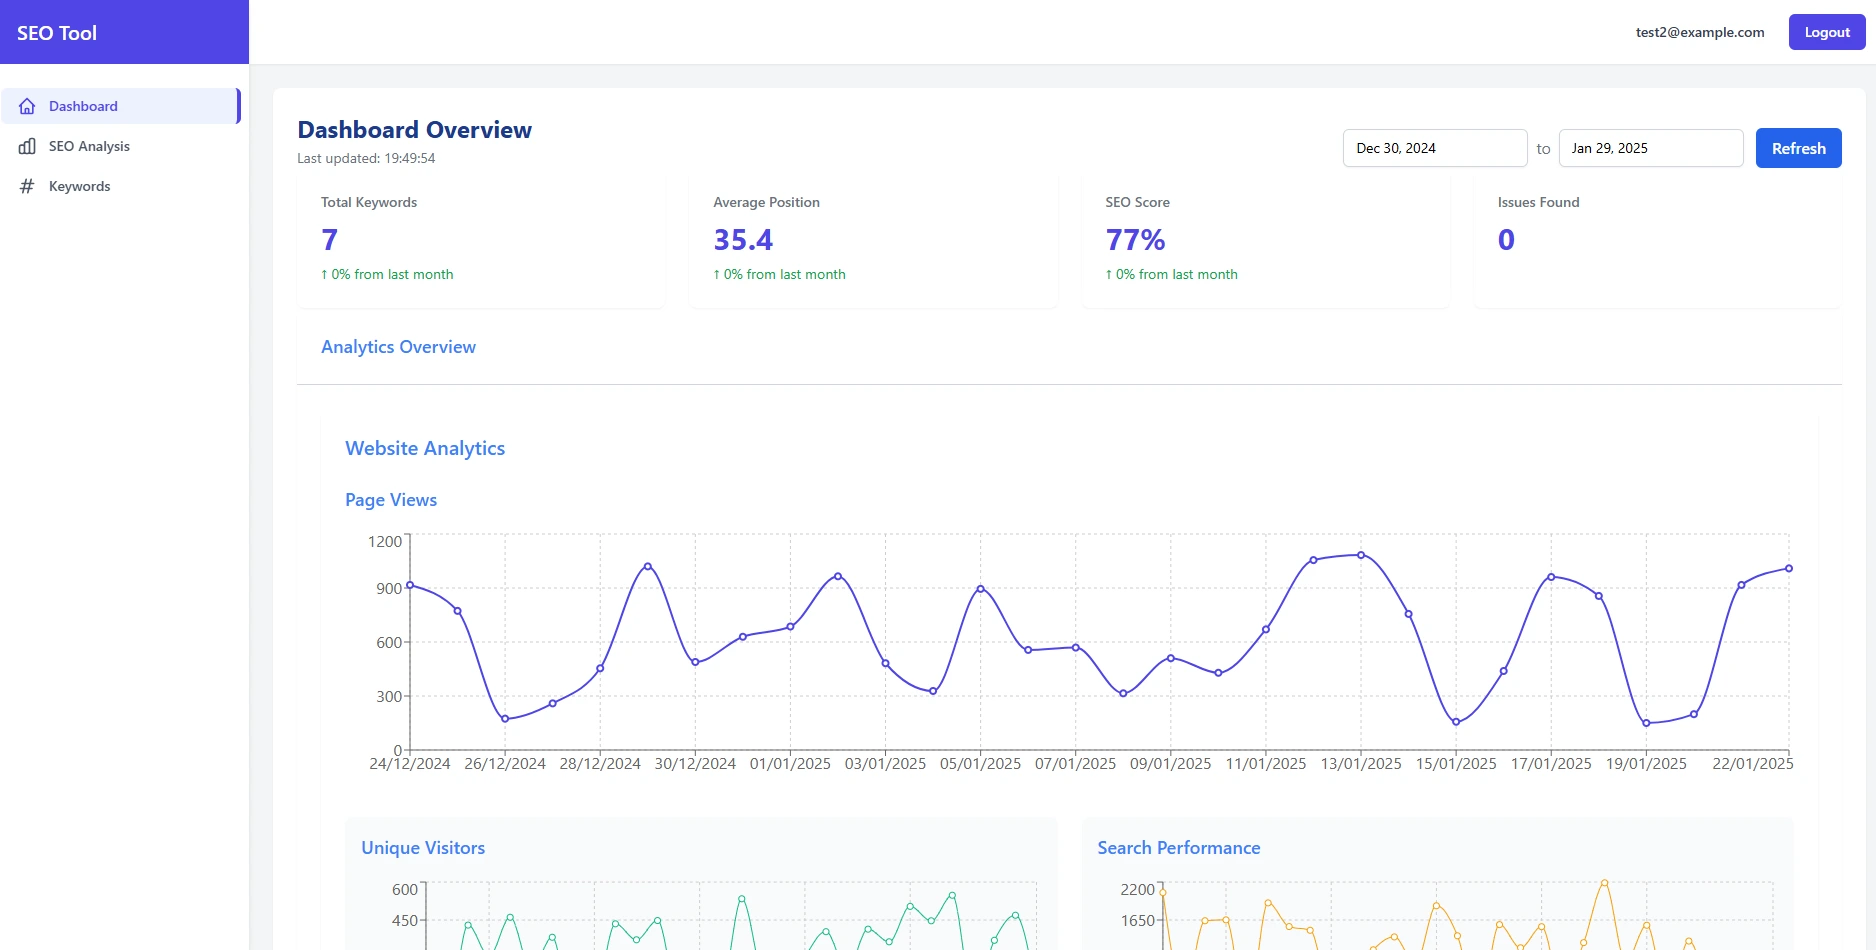 SEO Tool
test2@example.com
Logout
Dashboard
SEO Analysis
Keywords
Dashboard Overview
Last updated: 19:49:54
Dec 30, 2024 to Jan 29, 2025 Refresh
Total Keywords
7
↑ 0% from last month
Average Position
35.4
↑ 0% from last month
SEO Score
77%
↑ 0% from last month
Issues Found
0
Analytics Overview
Website Analytics
Page Views
1200
900
600
300
0
24/12/2024 26/12/2024 28/12/2024 30/12/2024 01/01/2025 03/01/2025 05/01/2025 07/01/2025 09/01/2025 11/01/2025 13/01/2025 15/01/2025 17/01/2025 19/01/2025 22/01/2025
Unique Visitors
600
450
Search Performance
2200
1650